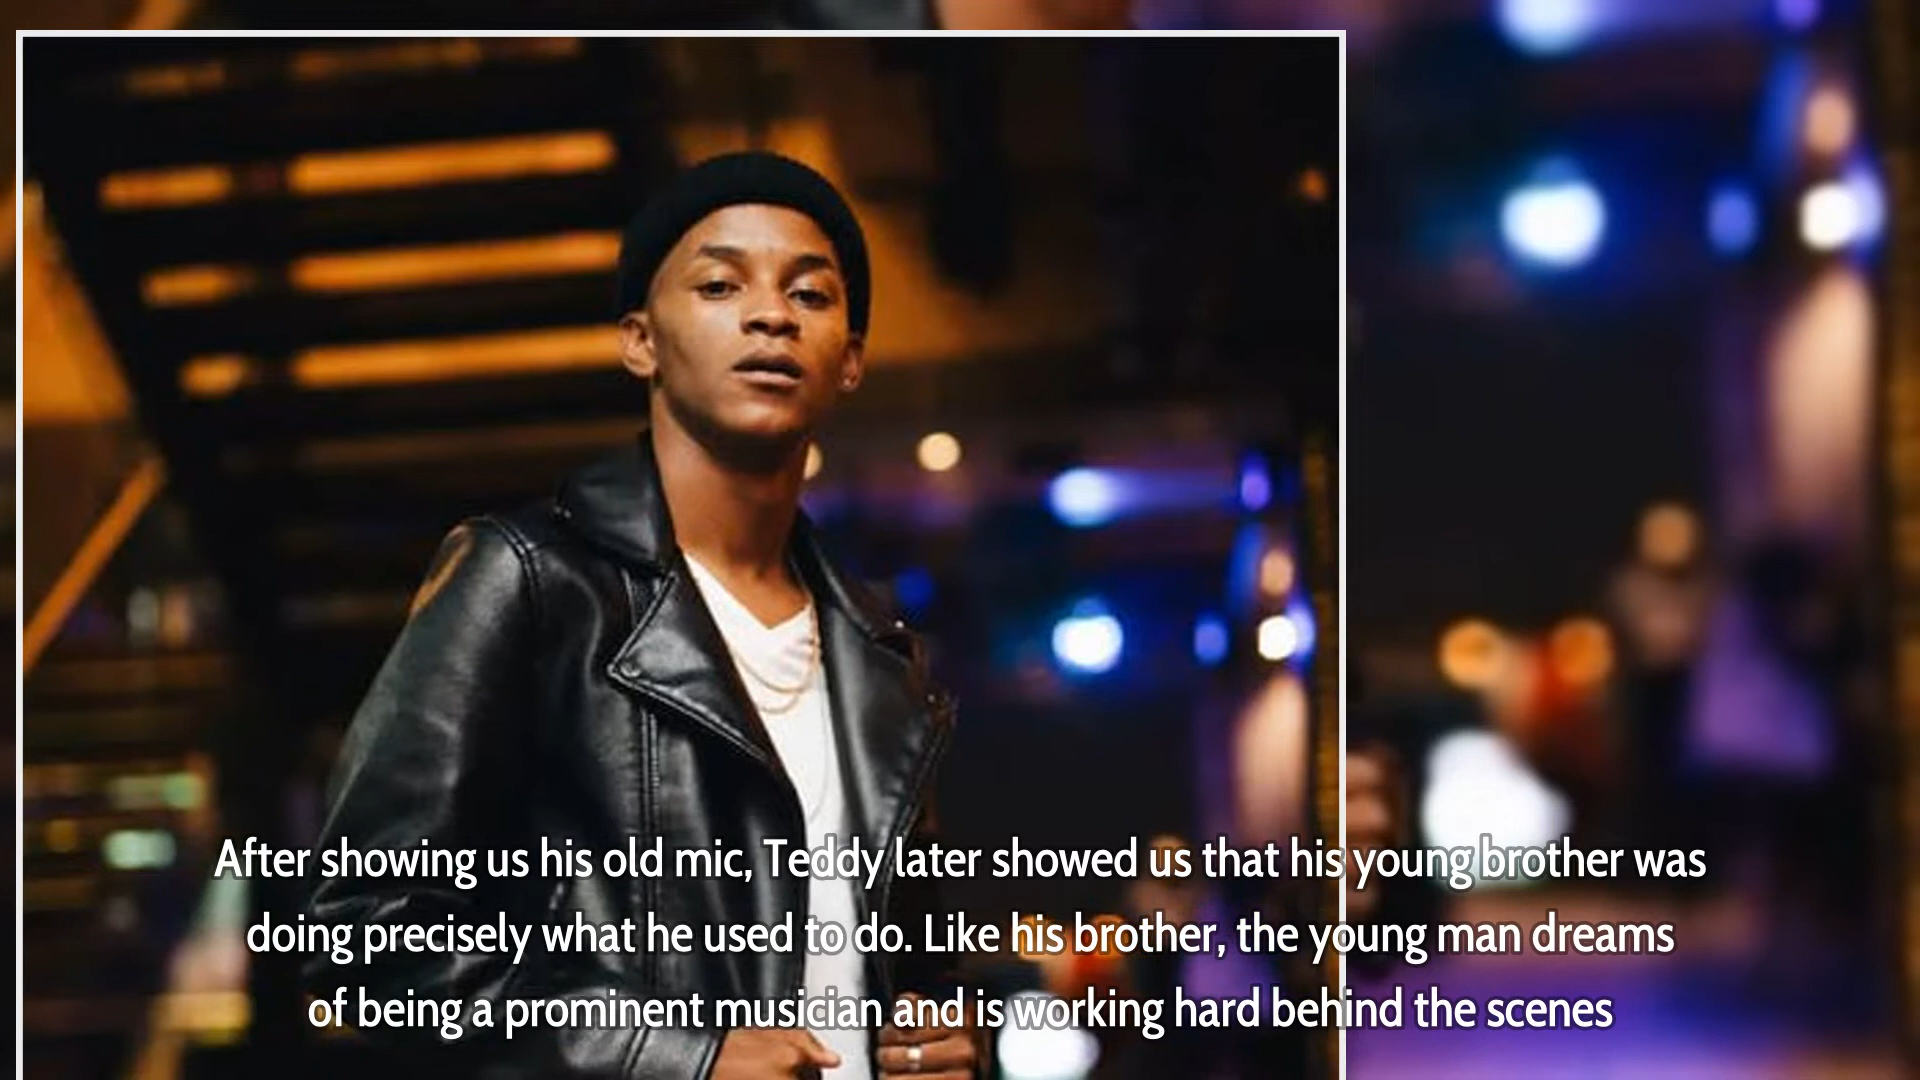 After showing us his old mic, Teddy later showed us that his young brother was
doing precisely what he used to do. Like his brother, the young man dreams
of being a prominent musician and is working hard behind the scenes